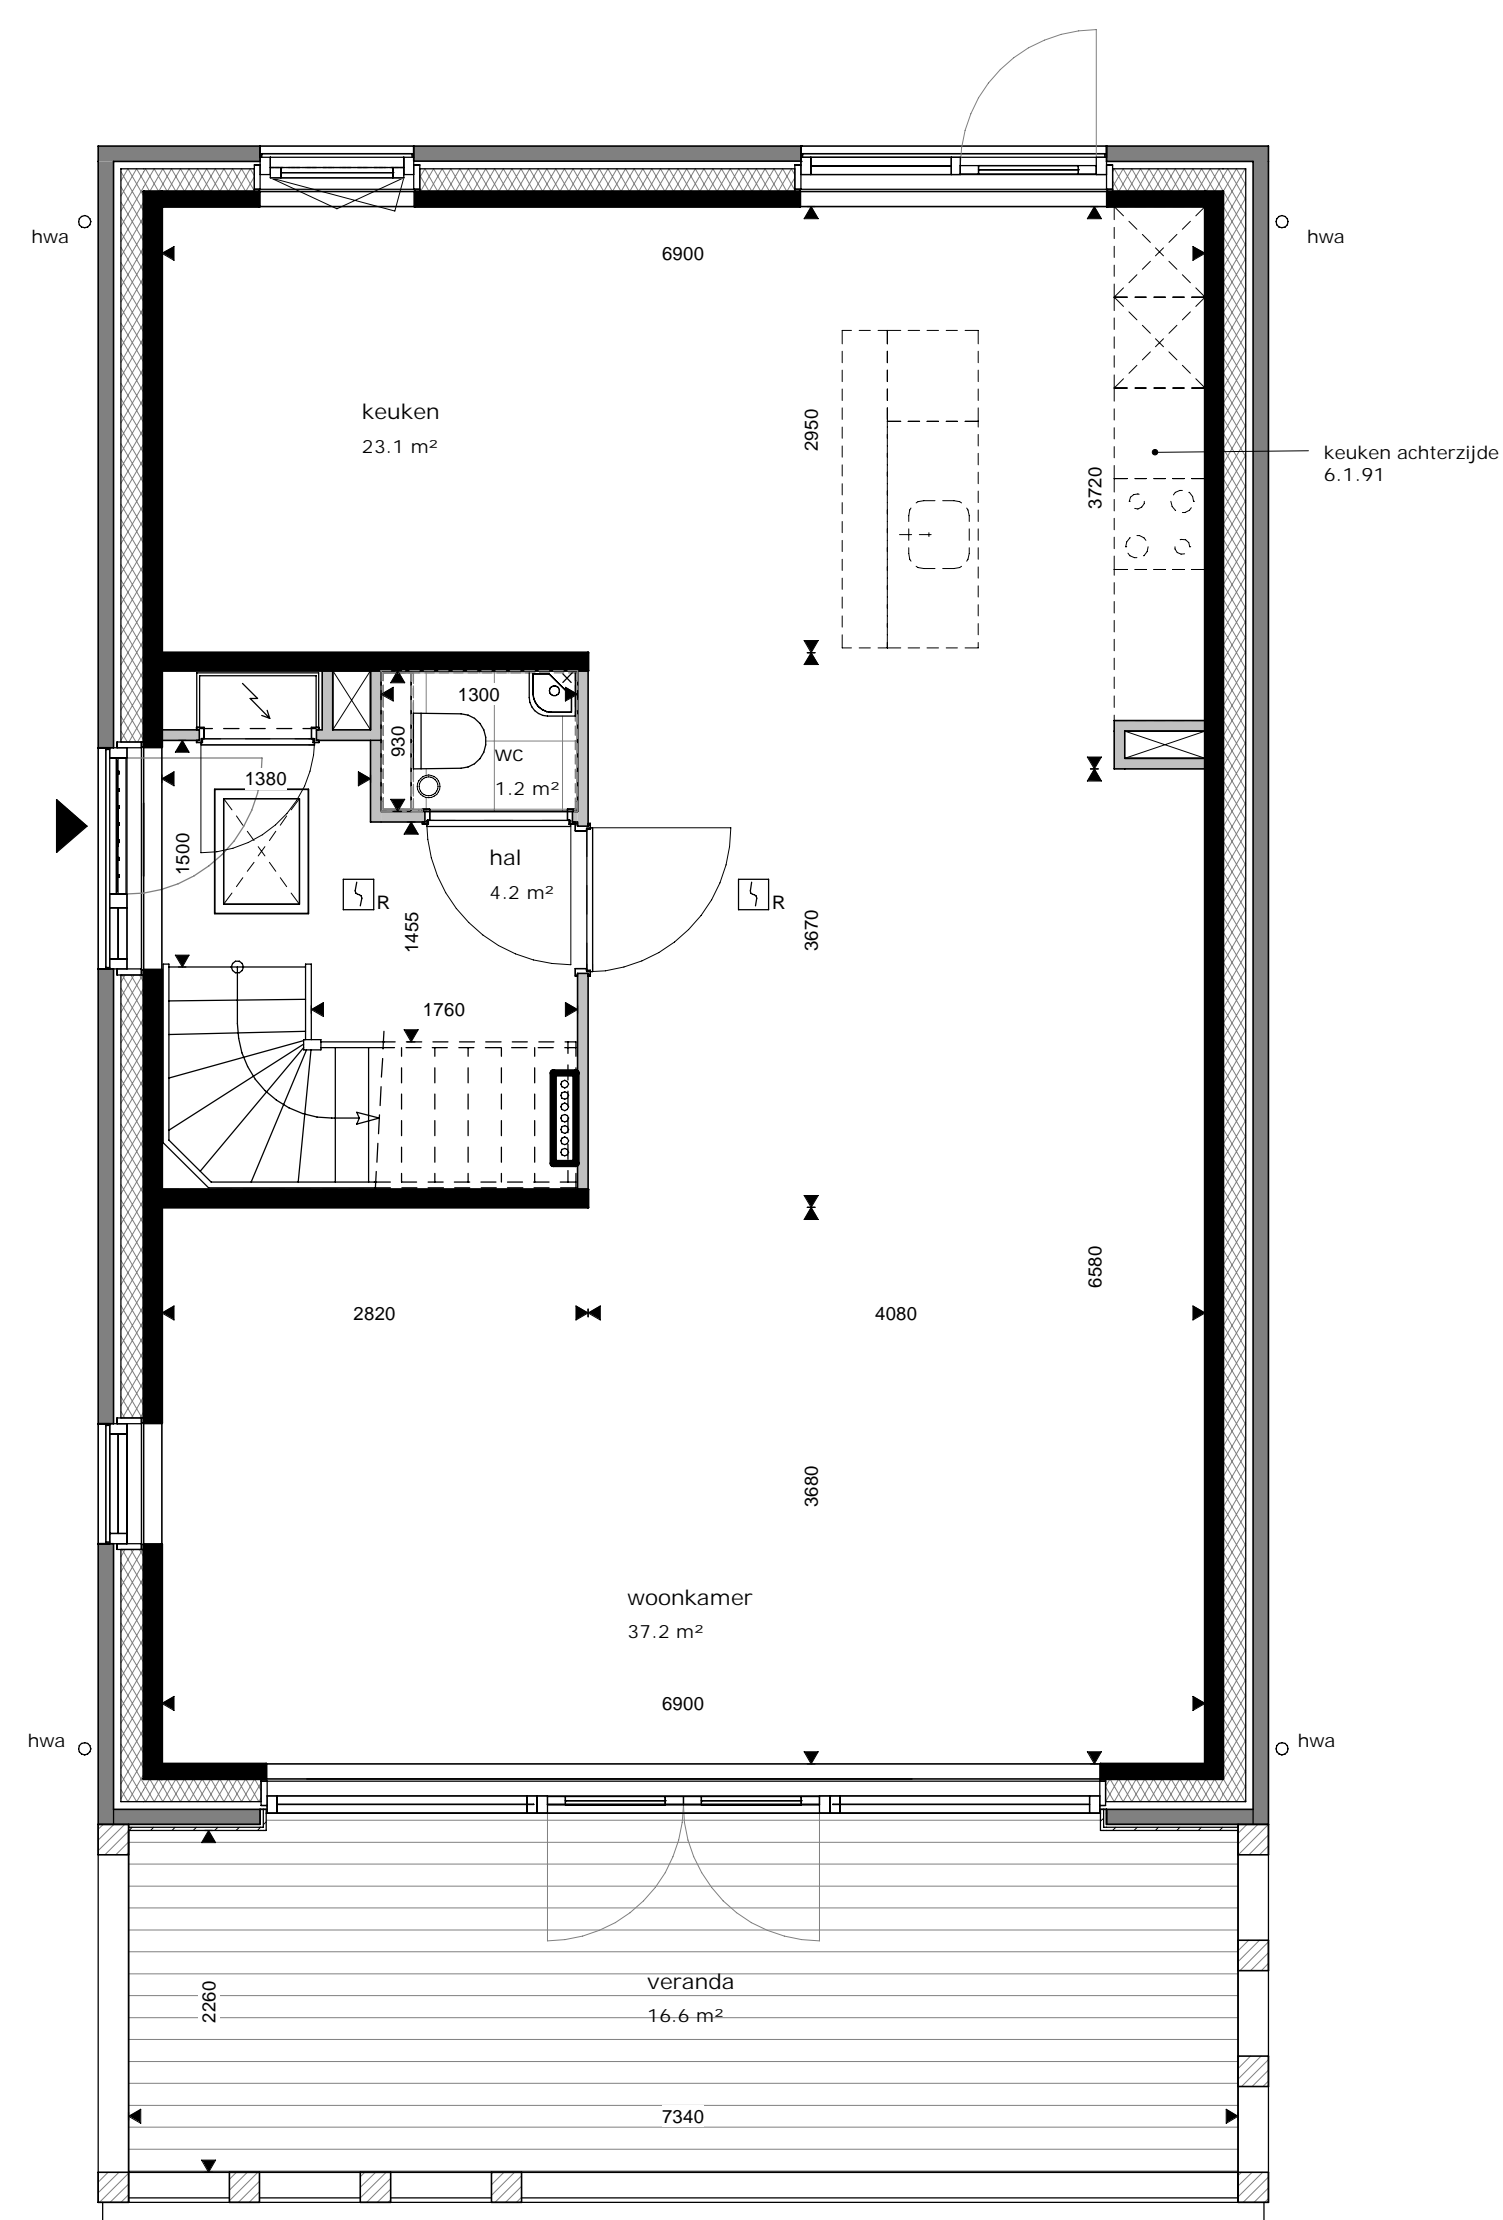 hwa
hwa
6900
keuken
23.1 m²
2950
3720
keuken achterzijde
6.1.91
1300
930
wc
1.2 m²
1380
1500
hal
4.2 m²
R
R
1455
3670
1760
6580
2820
4080
3680
woonkamer
37.2 m²
6900
hwa
hwa
veranda
16.6 m²
2260
7340